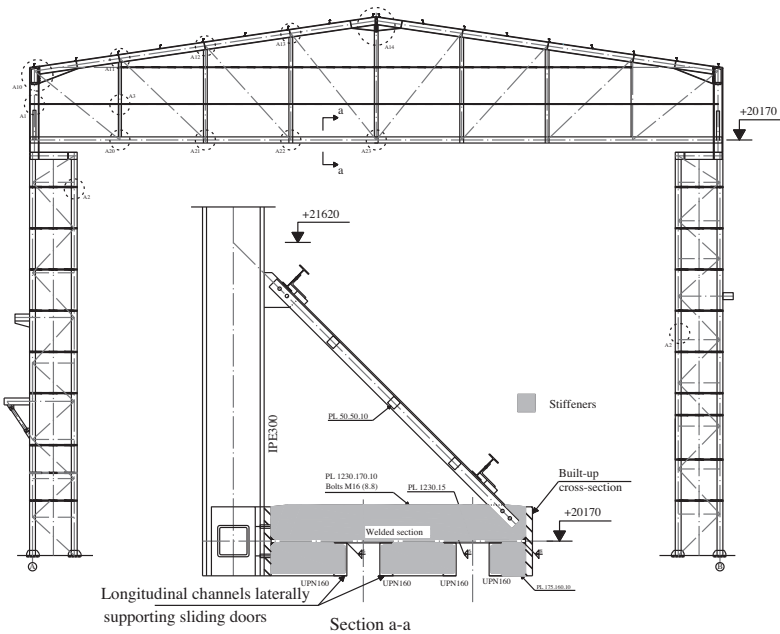 A14
A13
A12
A11
A10
A3
A1
a
+20170
A20
A21
A22
A23
a
A2
+21620
A2
Stiffeners
PL 50.50.10
IPE300
PL 1230.170.10
Bolts M16 (8.8)
PL 1230.15
Built-up
cross-section
+20170
Welded section
UPN160
UPN160
UPN160
UPN160
PL 175.160.10
A
B
Longitudinal channels laterally
supporting sliding doors
Section a-a